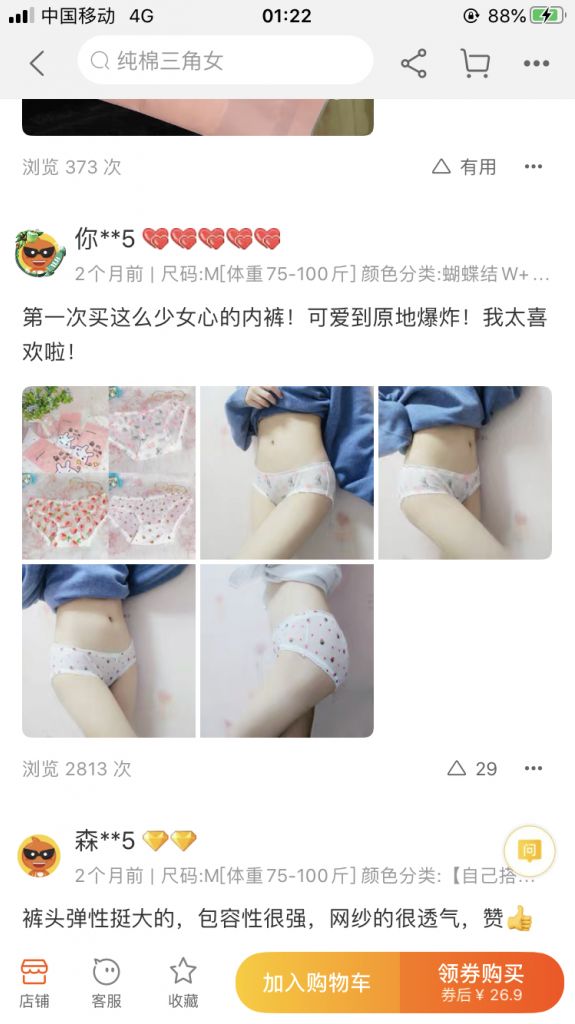 中国移动 4G 01:22 88%
纯棉三角女
浏览 373 次 有用
你**5
2个月前 | 尺码:M[体重75-100斤] 颜色分类:蝴蝶结W+...
第一次买这么少女心的内裤！可爱到原地爆炸！我太喜
欢啦！
浏览 2813 次 29
森**5
问
2个月前 | 尺码:M[体重75-100斤] 颜色分类:【自己搭...
裤头弹性挺大的，包容性很强，网纱的很透气，赞👍
店铺 客服 收藏 加入购物车 领券购买
券后¥ 26.9